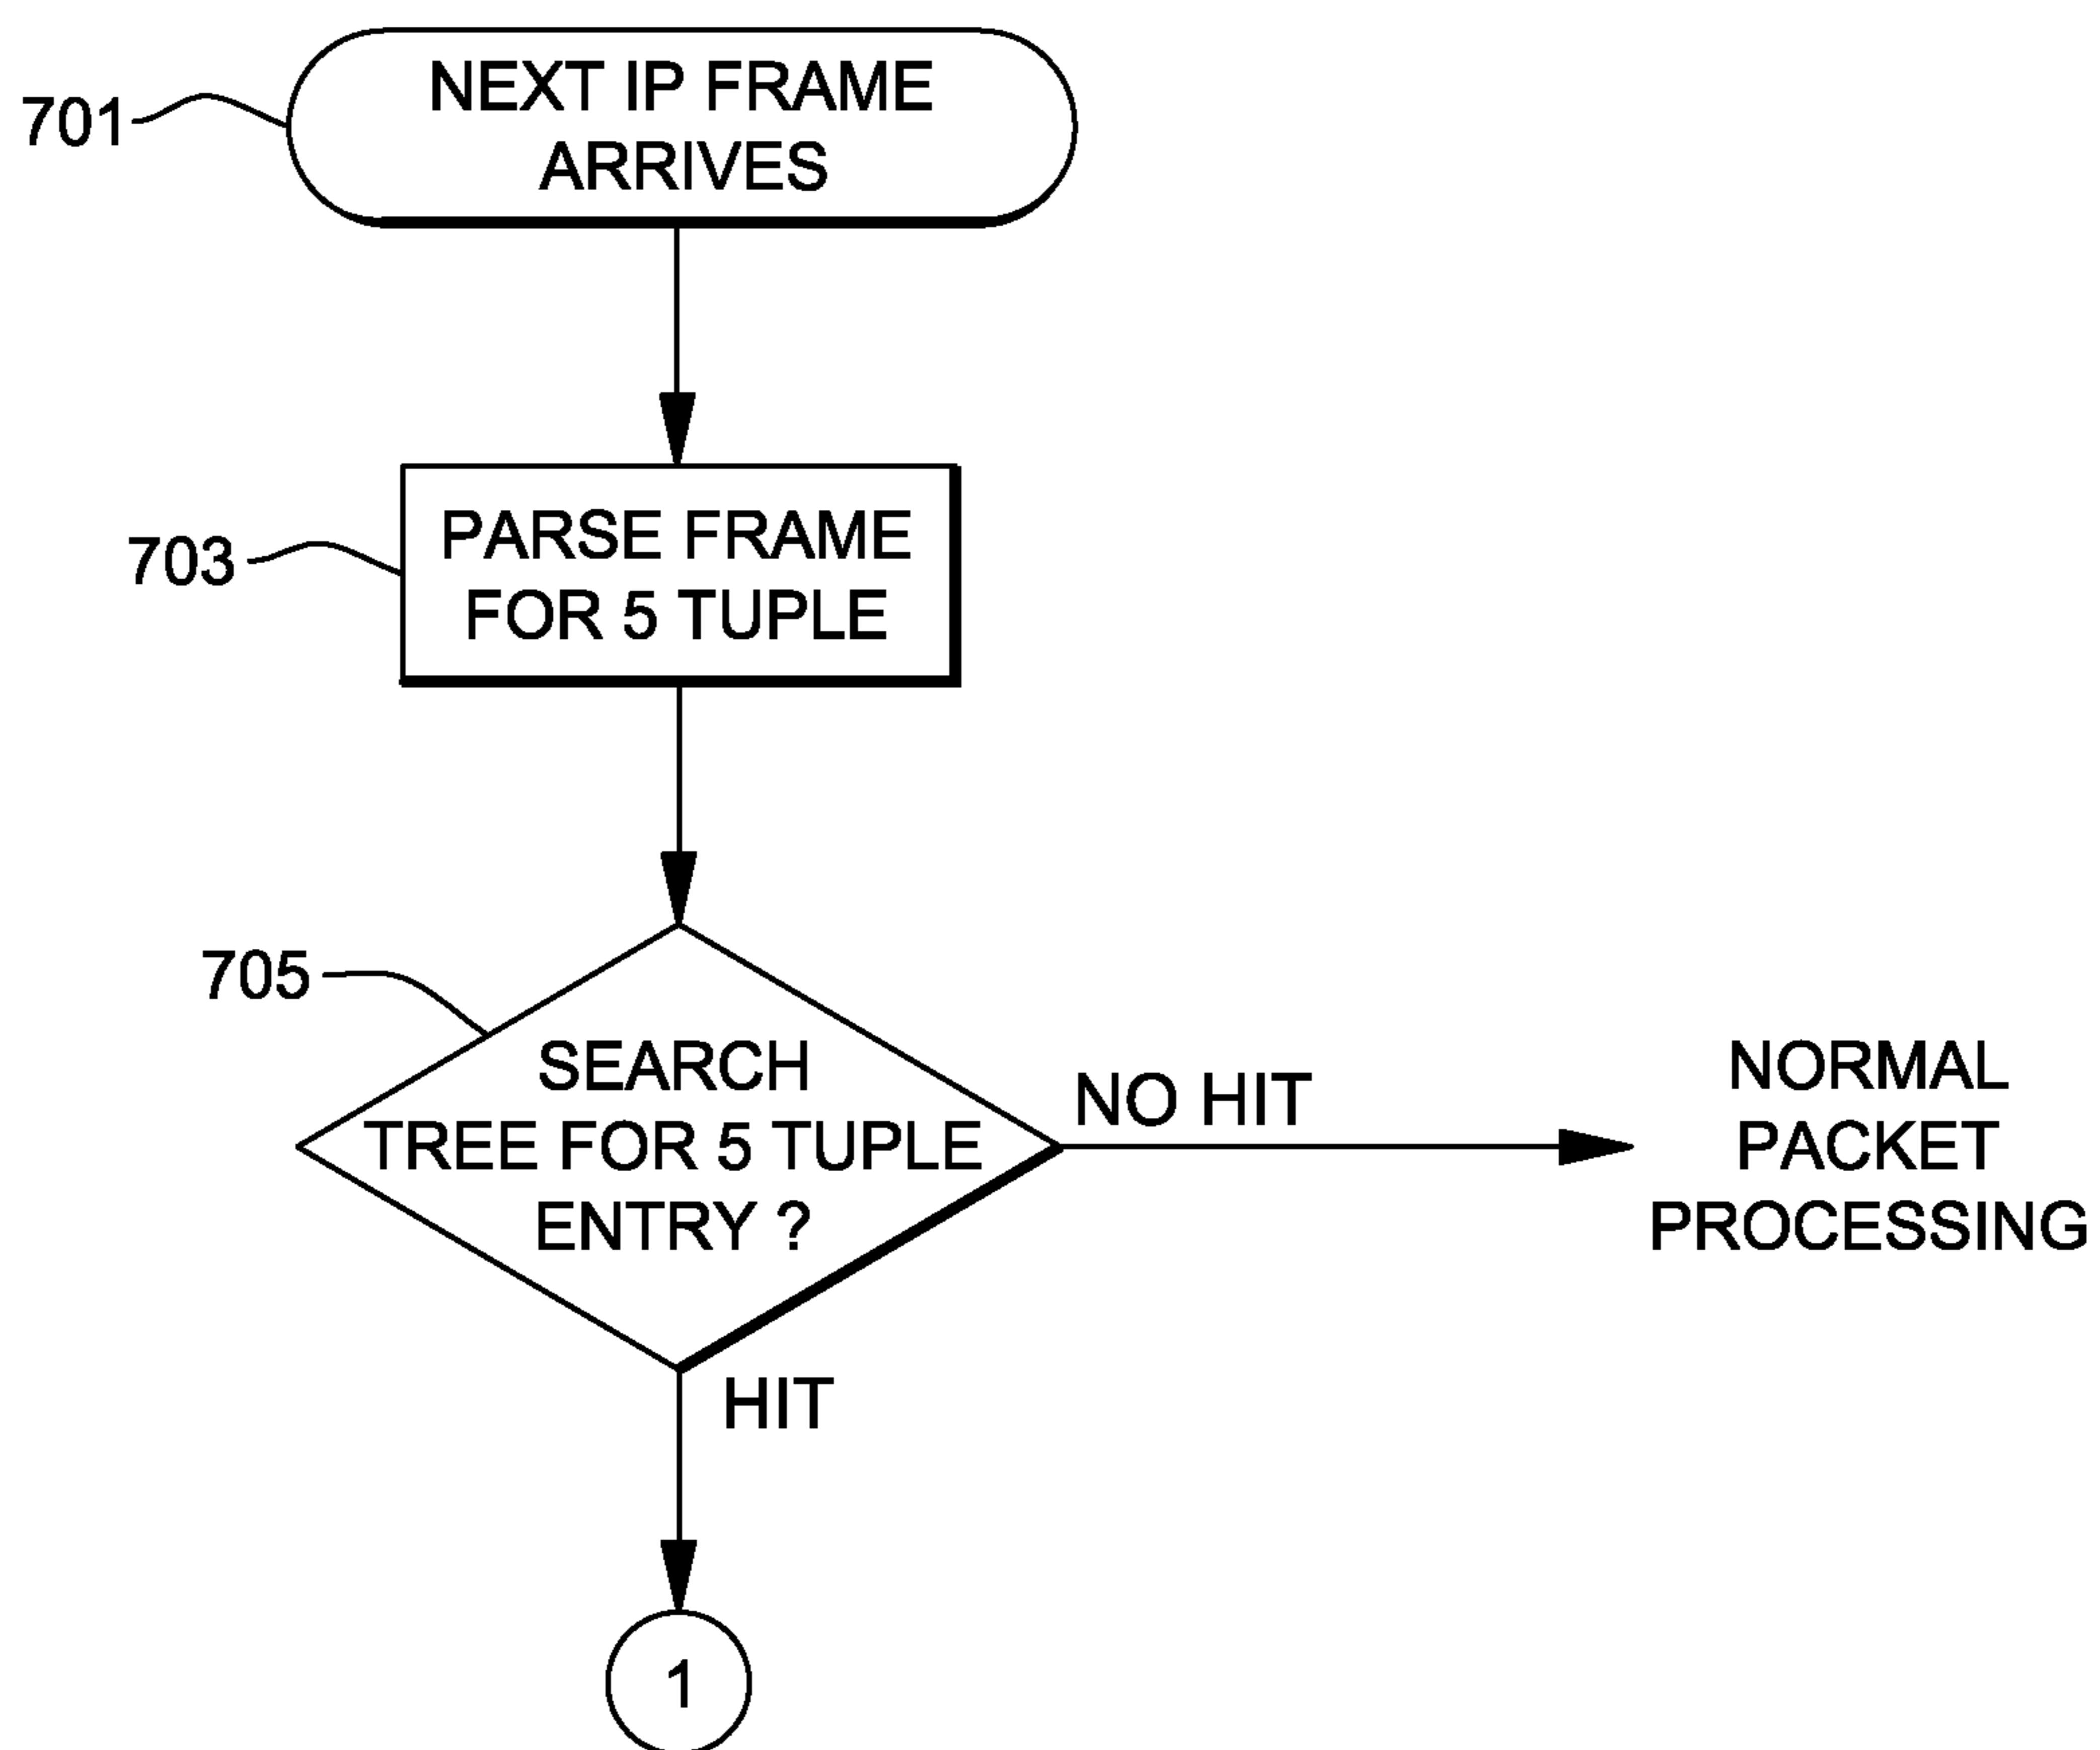 701
NEXT IP FRAME
ARRIVES
703
PARSE FRAME
FOR 5 TUPLE
705
SEARCH
TREE FOR 5 TUPLE
ENTRY ?
NO HIT
NORMAL
PACKET
PROCESSING
HIT
1